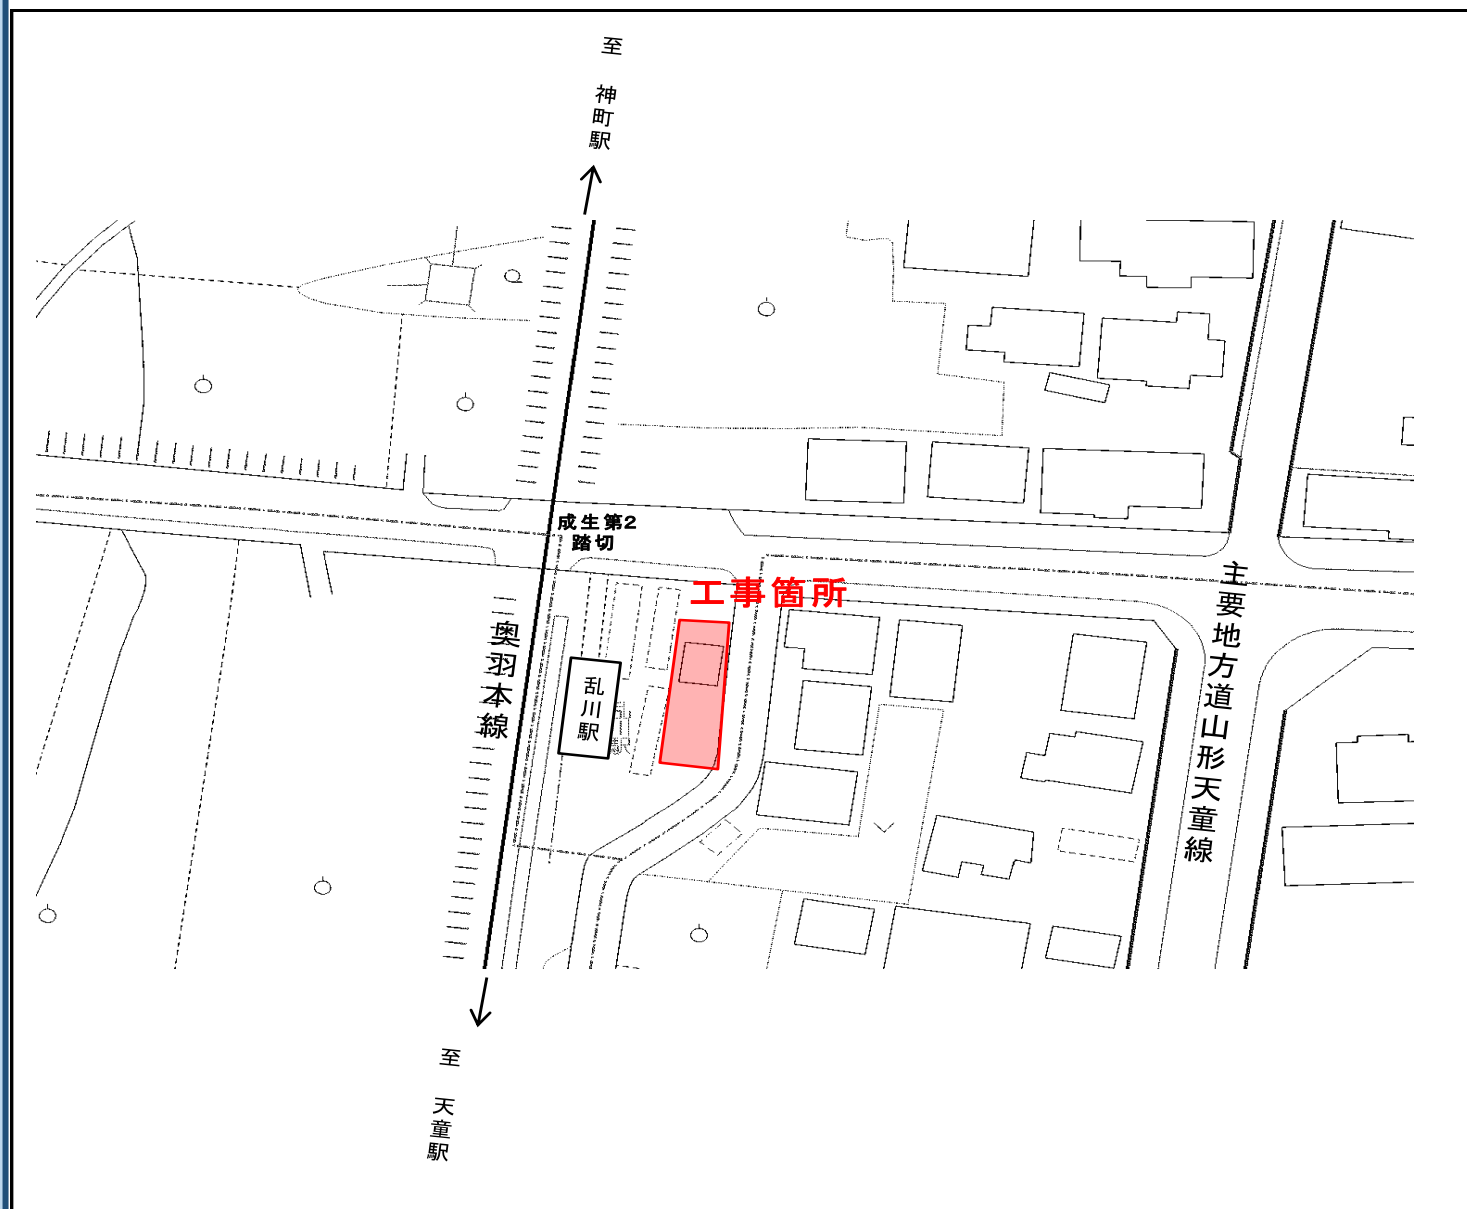 至 神町駅
成生第2
踏切
工事箇所
主要地方道山形天童線
奥羽本線
乱川駅
至 天童駅